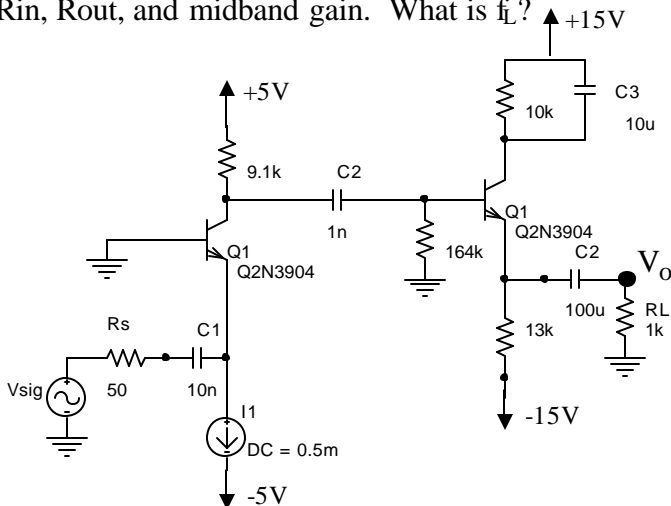 Rin, Rout, and midband gain. What is fL?
+15V
C3
10k
10u
+5V
9.1k
C2
1n
Q1
Q2N3904
164k
Q1
Q2N3904
C2
Vo
100u
RL
1k
13k
-15V
Rs
C1
Vsig
50
10n
I1
DC = 0.5m
-5V